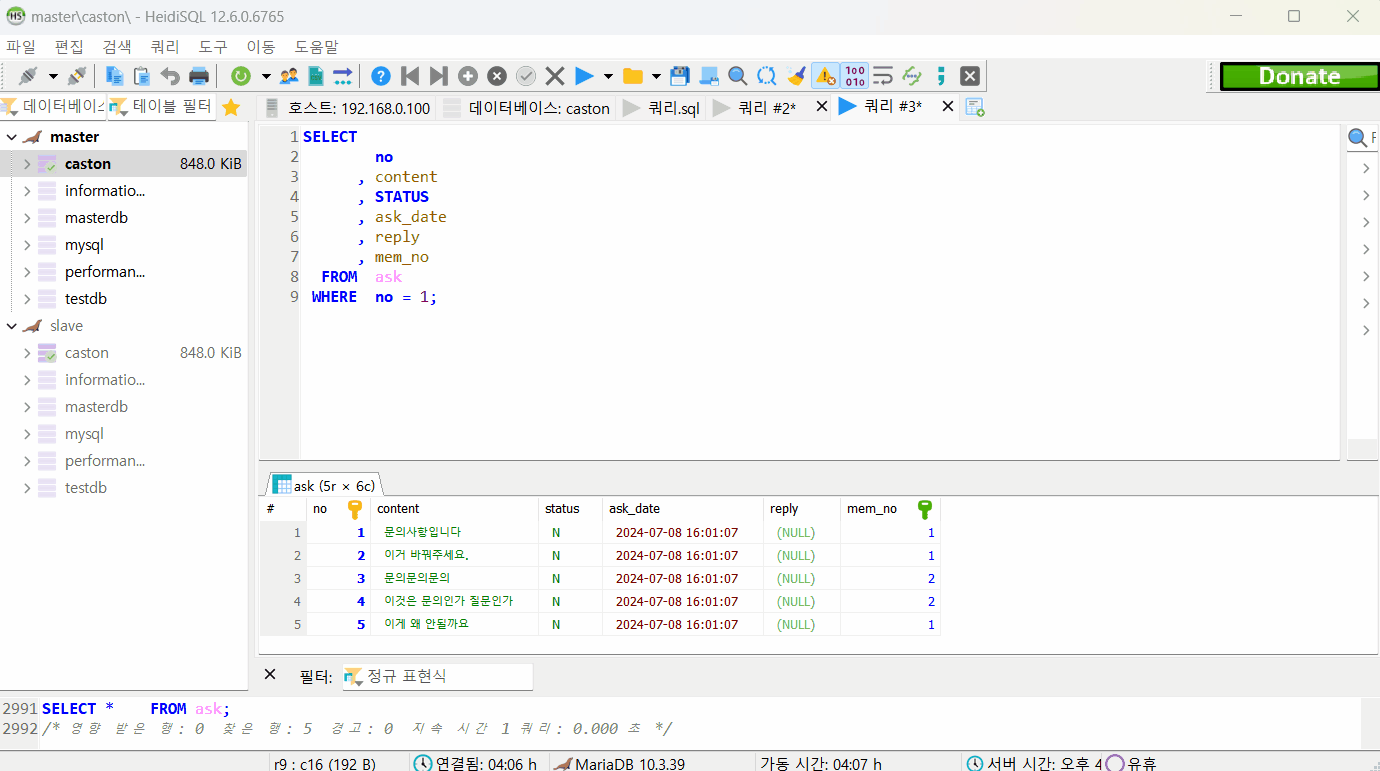 master\caston\ - HeidiSQL 12.6.0.6765
파일 편집 검색 쿼리 도구 이동 도움말
Donate
데이터베이스 테이블 필터 호스트: 192.168.0.100 데이터베이스: caston 쿼리.sql 쿼리 #2* 쿼리 #3*
master
caston 848.0 KiB
informatio...
masterdb
mysql
performan...
testdb
slave
caston 848.0 KiB
informatio...
masterdb
mysql
performan...
testdb
1 SELECT
2 no
3 , content
4 , STATUS
5 , ask_date
6 , reply
7 , mem_no
8 FROM ask
9 WHERE no = 1;
ask (5r × 6c)
# no content status ask_date reply mem_no
1 1 문의사항입니다 N 2024-07-08 16:01:07 (NULL) 1
2 2 이거 바꿔주세요. N 2024-07-08 16:01:07 (NULL) 1
3 3 문의문의문의 N 2024-07-08 16:01:07 (NULL) 2
4 4 이것은 문의인가 질문인가 N 2024-07-08 16:01:07 (NULL) 2
5 5 이게 왜 안될까요 N 2024-07-08 16:01:07 (NULL) 1
필터: 정규 표현식
2991 SELECT * FROM ask;
2992 /* 영향 받은 행: 0 찾은 행: 5 경고: 0 지속 시간 1 쿼리: 0.000 초 */
r9 : c16 (192 B) 연결됨: 04:06 h MariaDB 10.3.39 가동 시간: 04:07 h 서버 시간: 오후 4 유휴